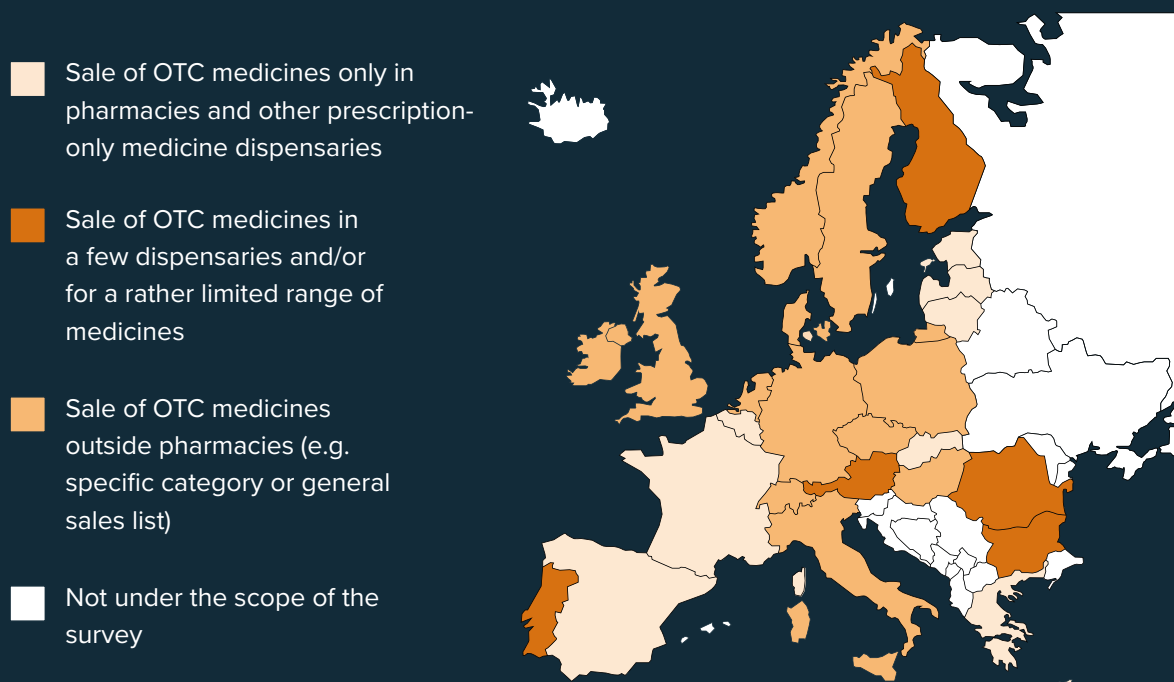 Sale of OTC medicines only in
pharmacies and other prescription-
only medicine dispensaries
Sale of OTC medicines in
a few dispensaries and/or
for a rather limited range of
medicines
Sale of OTC medicines
outside pharmacies (e.g.
specific category or general
sales list)
Not under the scope of the
survey